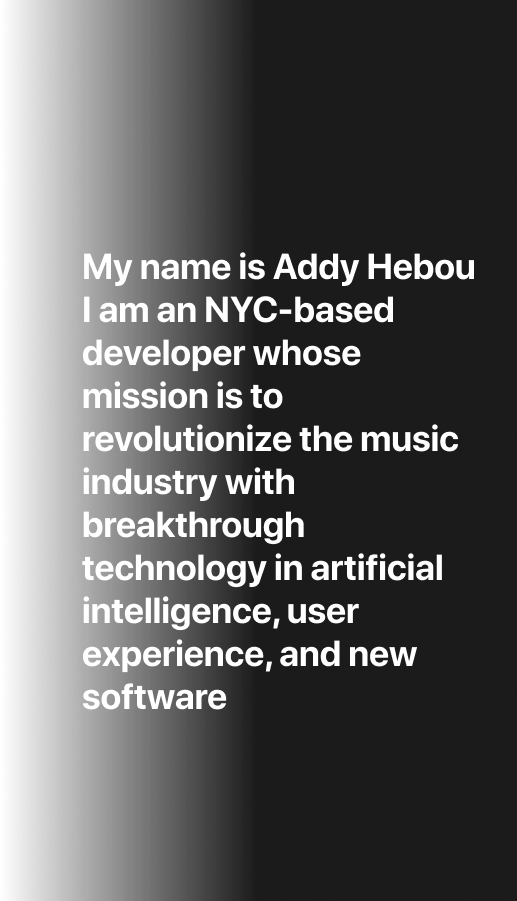 My name is Addy Hebou
I am an NYC-based
developer whose
mission is to
revolutionize the music
industry with
breakthrough
technology in artificial
intelligence, user
experience, and new
software